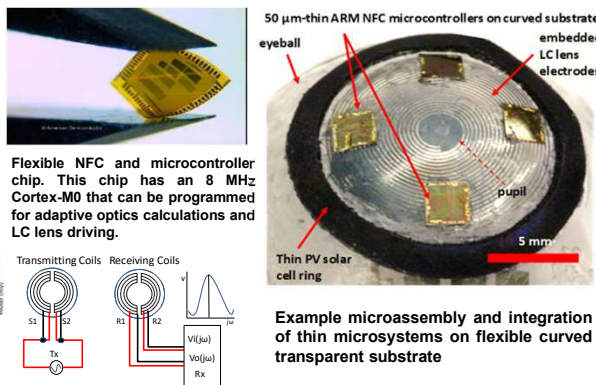 © American Semiconductor
Flexible NFC and microcontroller
chip. This chip has an 8 MHz
Cortex-M0 that can be programmed
for adaptive optics calculations and
LC lens driving.
Transmitting Coils
Receiving Coils
S1
S2
Tx
R1
R2
V
jω
Vi(jω)
Vo(jω)
Rx
50 µm-thin ARM NFC microcontrollers on curved substrate
eyeball
embedded
LC lens
electrodes
pupil
5 mm
Thin PV solar
cell ring
Example microassembly and integration
of thin microsystems on flexible curved
transparent substrate